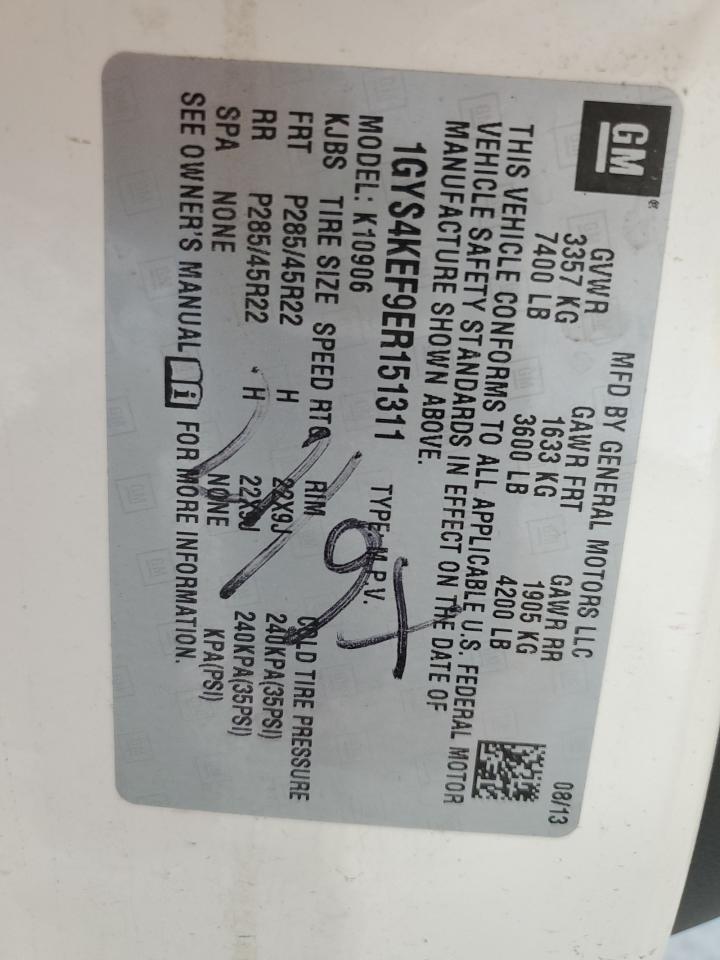 GM®
MFD BY GENERAL MOTORS LLC 08/13
GVWR GAWR FRT GAWR RR
3357 KG 1633 KG 1905 KG
7400 LB 3600 LB 4200 LB
THIS VEHICLE CONFORMS TO ALL APPLICABLE U.S. FEDERAL MOTOR
VEHICLE SAFETY STANDARDS IN EFFECT ON THE DATE OF
MANUFACTURE SHOWN ABOVE.
1GYS4KEF9ER151311
MODEL: K10906 TYPE: M.P.V.
KJBS TIRE SIZE SPEED RTG RIM COLD TIRE PRESSURE
FRT P285/45R22 H 22X9J 240KPA(35PSI)
RR P285/45R22 H 22X9J 240KPA(35PSI)
SPA NONE NONE KPA(PSI)
SEE OWNER'S MANUAL FOR MORE INFORMATION.